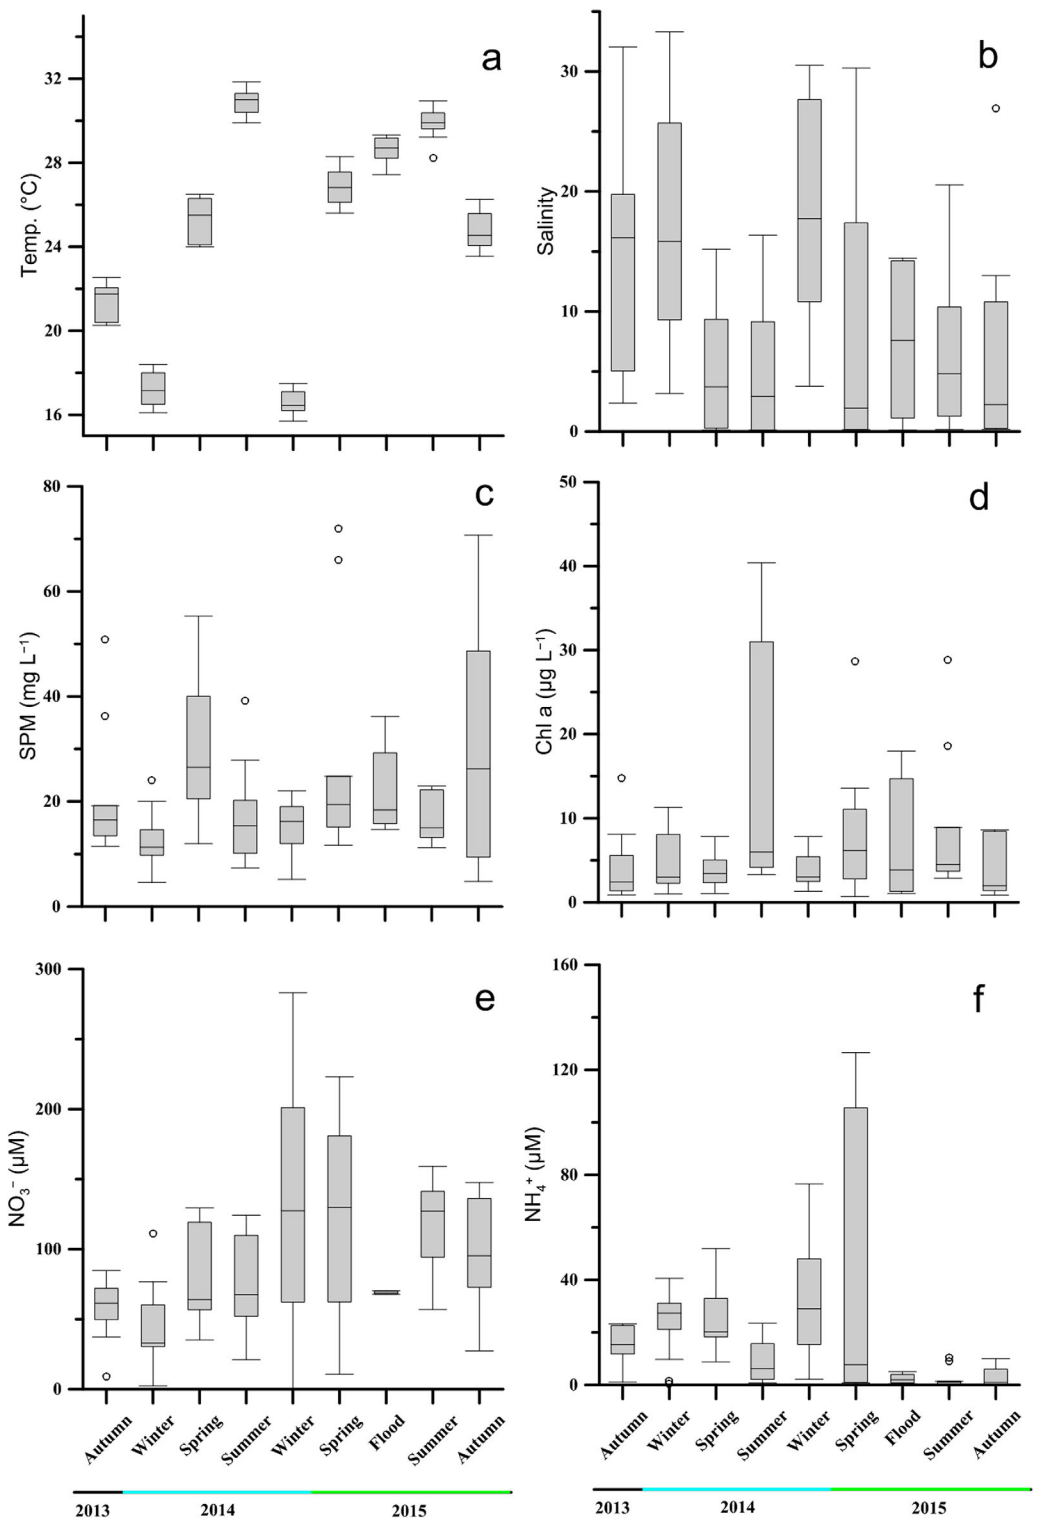 a
32
28
24
20
16
Temp. (°C)
b
30
20
10
0
Salinity
c
80
60
40
20
0
SPM (mg L⁻¹)
d
50
40
30
20
10
0
Chl a (µg L⁻¹)
e
300
200
100
0
NO₃⁻ (µM)
Autumn Winter Spring Summer Winter Spring Flood Summer Autumn
2013 2014 2015
f
160
120
80
40
0
NH₄⁺ (µM)
Autumn Winter Spring Summer Winter Spring Flood Summer Autumn
2013 2014 2015